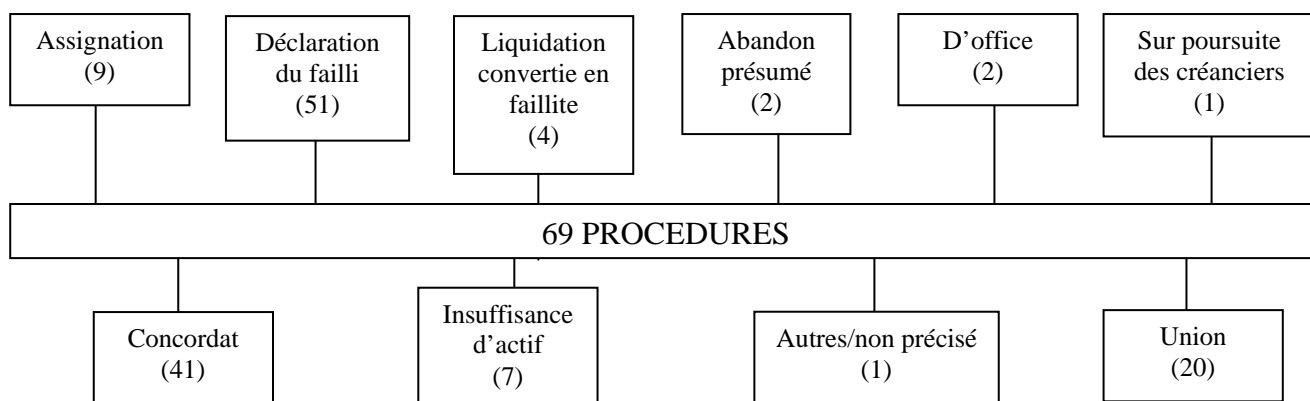 Assignation
(9)
Déclaration
du failli
(51)
Liquidation
convertie en
faillite
(4)
Abandon
présumé
(2)
D’office
(2)
Sur poursuite
des créanciers
(1)
69 PROCEDURES
Concordat
(41)
Insuffisance
d’actif
(7)
Autres/non précisé
(1)
Union
(20)